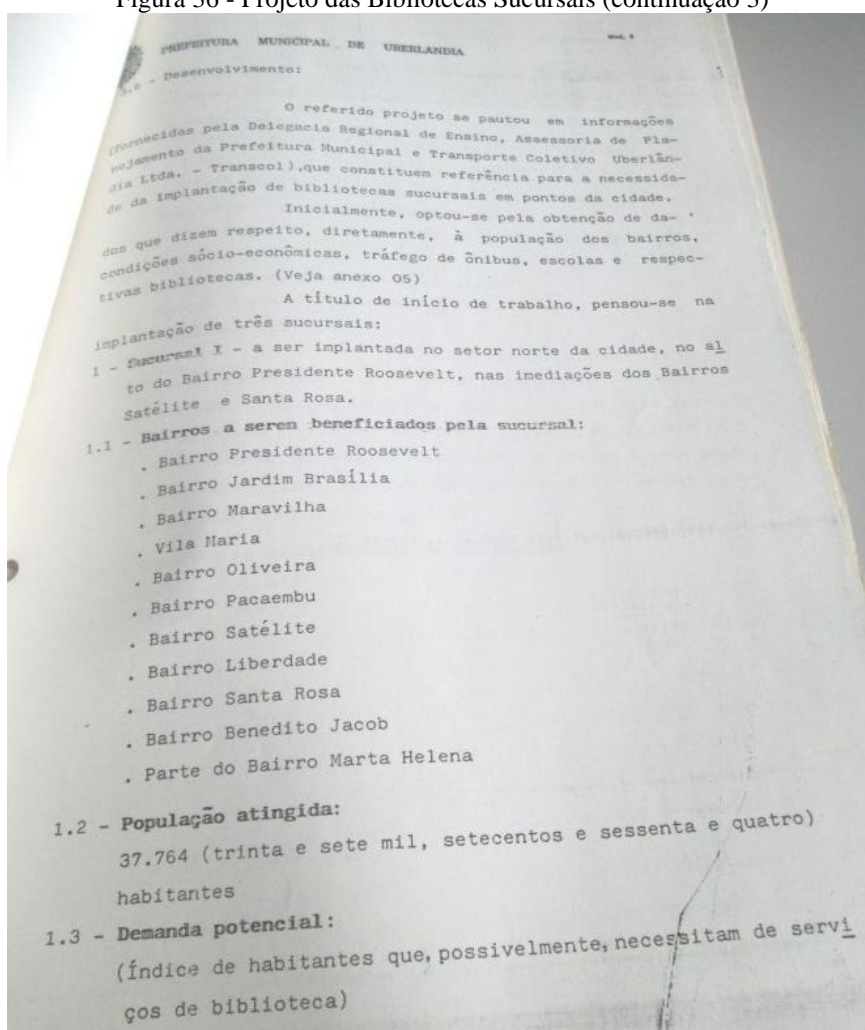 Figura 36 - Projeto das Bibliotecas Sucursais (continuação 3)
PREFEITURA MUNICIPAL DE UBERLANDIA
Mod. 9
3
- Desenvolvimento:
O referido projeto se pautou em informações
(fornecidas pela Delegacia Regional de Ensino, Assessoria de Pla-
nejamento da Prefeitura Municipal e Transporte Coletivo Uberlân-
dia Ltda. - Transcol),que constituem referência para a necessida-
de da implantação de bibliotecas sucursais em pontos da cidade.
Inicialmente, optou-se pela obtenção de da- '
dos que dizem respeito, diretamente, à população dos bairros,
condições sócio-econômicas, tráfego de ônibus, escolas e respec-
tivas bibliotecas. (Veja anexo 05)
A título de início de trabalho, pensou-se na
implantação de três sucursais:
1 - Sucursal I - a ser implantada no setor norte da cidade, no al
to do Bairro Presidente Roosevelt, nas imediações dos Bairros
Satélite e Santa Rosa.
1.1 - Bairros a serem beneficiados pela sucursal:
. Bairro Presidente Roosevelt
. Bairro Jardim Brasília
. Bairro Maravilha
. Vila Maria
. Bairro Oliveira
. Bairro Pacaembu
. Bairro Satélite
. Bairro Liberdade
. Bairro Santa Rosa
. Bairro Benedito Jacob
. Parte do Bairro Marta Helena
1.2 - População atingida:
37.764 (trinta e sete mil, setecentos e sessenta e quatro)
habitantes
1.3 - Demanda potencial:
(Índice de habitantes que, possivelmente, necessitam de servi
ços de biblioteca)